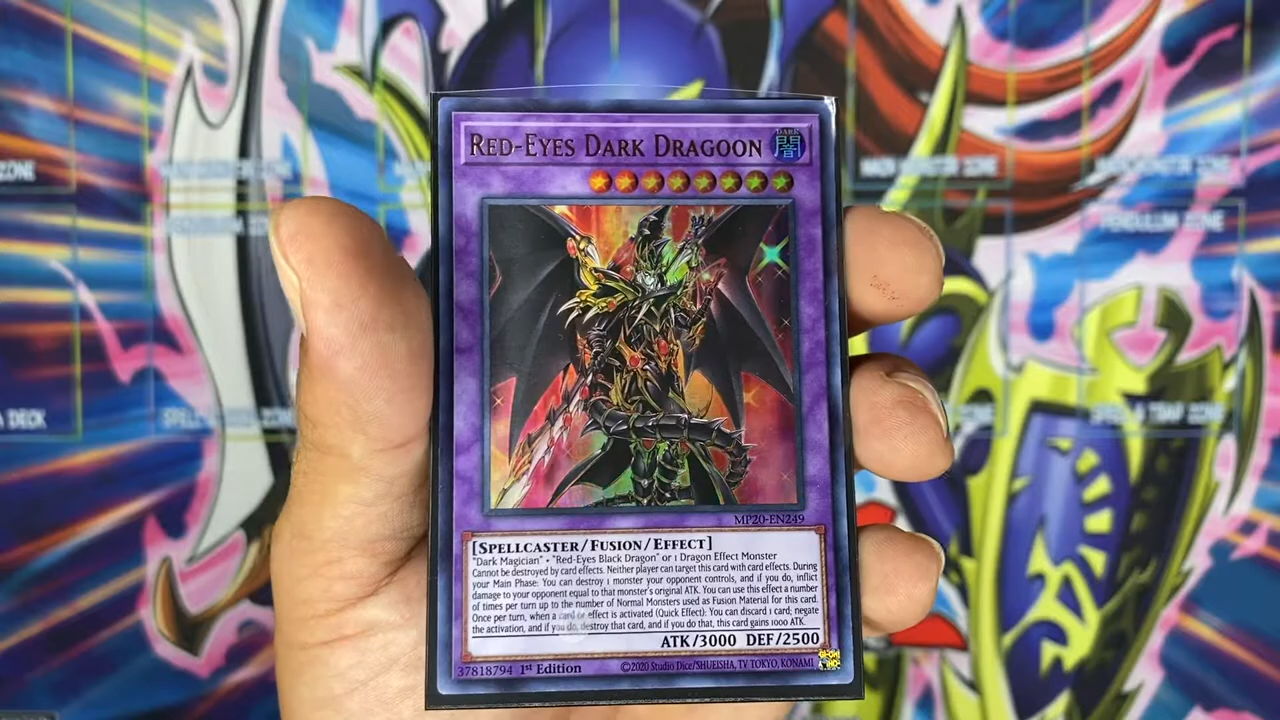 RED-EYES DARK DRAGOON
DARK
闇
MP20-EN249
[SPELLCASTER/FUSION/EFFECT]
"Dark Magician" + "Red-Eyes Black Dragon" or 1 Dragon Effect Monster
Cannot be destroyed by card effects. Neither player can target this card with card effects. During
your Main Phase: You can destroy 1 monster your opponent controls, and if you do, inflict
damage to your opponent equal to that monster's original ATK. You can use this effect a number
of times per turn up to the number of Normal Monsters used as Fusion Material for this card.
Once per turn, when a card or effect is activated (Quick Effect): You can discard 1 card; negate
the activation, and if you do, destroy that card, and if you do that, this card gains 1000 ATK.
ATK/3000 DEF/2500
37818794 1st Edition ©2020 Studio Dice/SHUEISHA, TV TOKYO, KONAMI
ZONE
MAIN MONSTER ZONE
PENDULUM ZONE
DECK
SPELL & TRAP ZONE